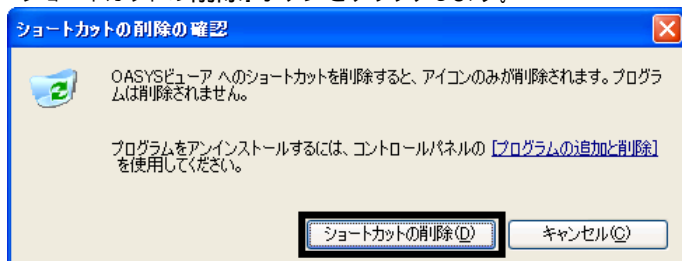 ショートカットの削除の確認
OASYSビューア へのショートカットを削除すると、アイコンのみが削除されます。プログラ
ムは削除されません。
プログラムをアンインストールするには、コントロールパネルの [プログラムの追加と削除]
を使用してください。
ショートカットの削除(D)
キャンセル(C)